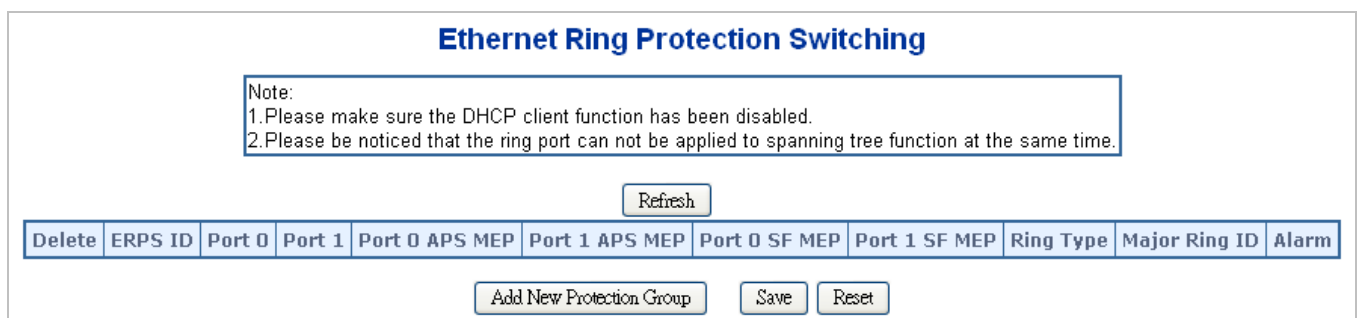 Ethernet Ring Protection Switching
Note:
1.Please make sure the DHCP client function has been disabled.
2.Please be noticed that the ring port can not be applied to spanning tree function at the same time.
Refresh
Delete ERPS ID Port 0 Port 1 Port 0 APS MEP Port 1 APS MEP Port 0 SF MEP Port 1 SF MEP Ring Type Major Ring ID Alarm
Add New Protection Group Save Reset